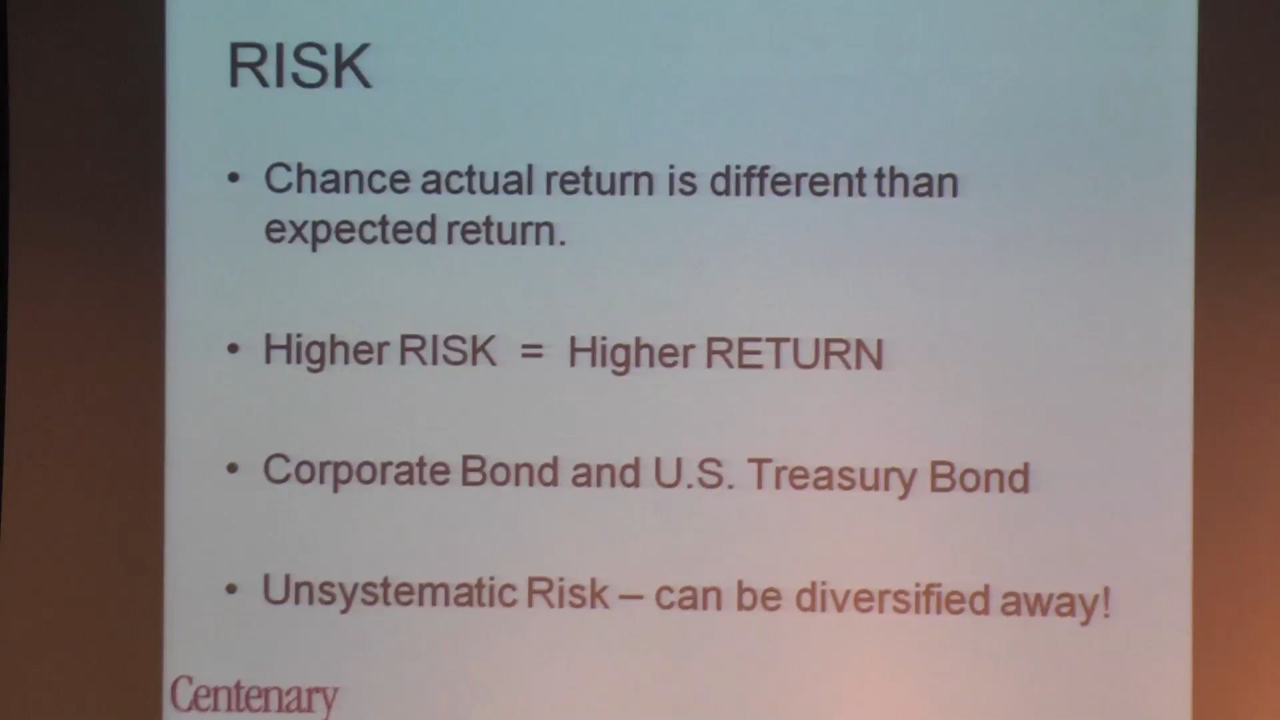 RISK
• Chance actual return is different than
expected return.
• Higher RISK = Higher RETURN
• Corporate Bond and U.S. Treasury Bond
• Unsystematic Risk – can be diversified away!
Centenary